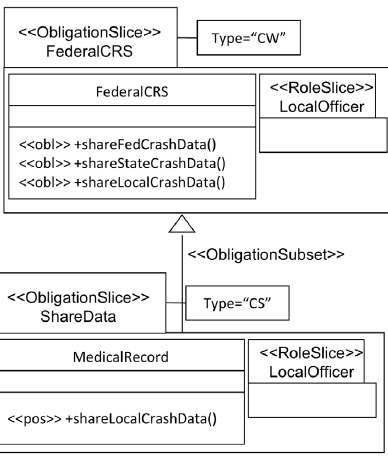 <<ObligationSlice>>
FederalCRS
Type=“CW”
FederalCRS
<<RoleSlice>>
LocalOfficer
<<obl>> +shareFedCrashData()
<<obl>> +shareStateCrashData()
<<obl>> +shareLocalCrashData()
<<ObligationSubset>>
<<ObligationSlice>>
ShareData
Type=“CS”
MedicalRecord
<<RoleSlice>>
LocalOfficer
<<pos>> +shareLocalCrashData()